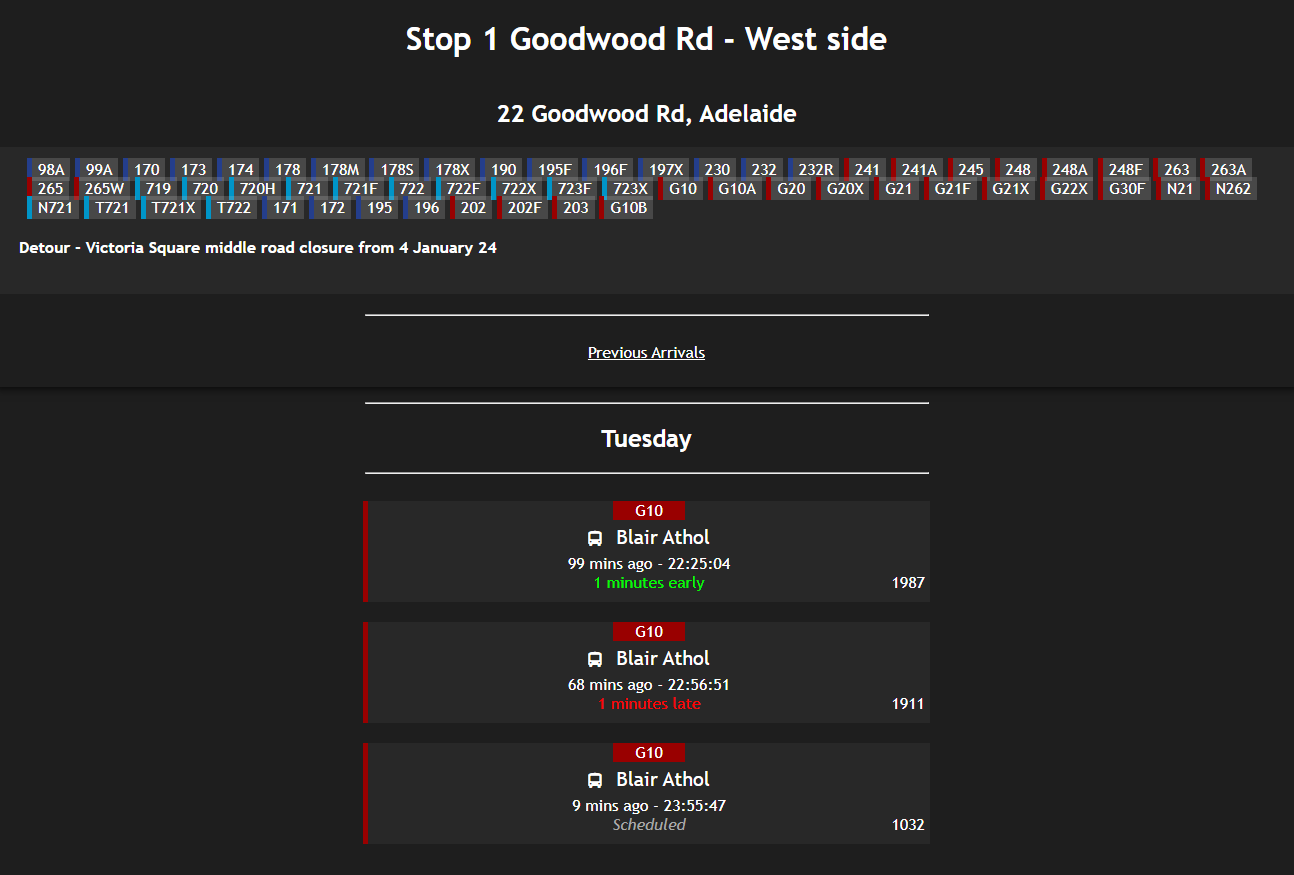 Stop 1 Goodwood Rd - West side
22 Goodwood Rd, Adelaide
98A 99A 170 173 174 178 178M 178S 178X 190 195F 196F 197X 230 232 232R 241 241A 245 248 248A 248F 263 263A
265 265W 719 720 720H 721 721F 722 722F 722X 723F 723X G10 G10A G20 G20X G21 G21F G21X G22X G30F N21 N262
N721 T721 T721X T722 171 172 195 196 202 202F 203 G10B
Detour - Victoria Square middle road closure from 4 January 24
Previous Arrivals
Tuesday
G10
Blair Athol
99 mins ago - 22:25:04
1 minutes early 1987
G10
Blair Athol
68 mins ago - 22:56:51
1 minutes late 1911
G10
Blair Athol
9 mins ago - 23:55:47
Scheduled 1032